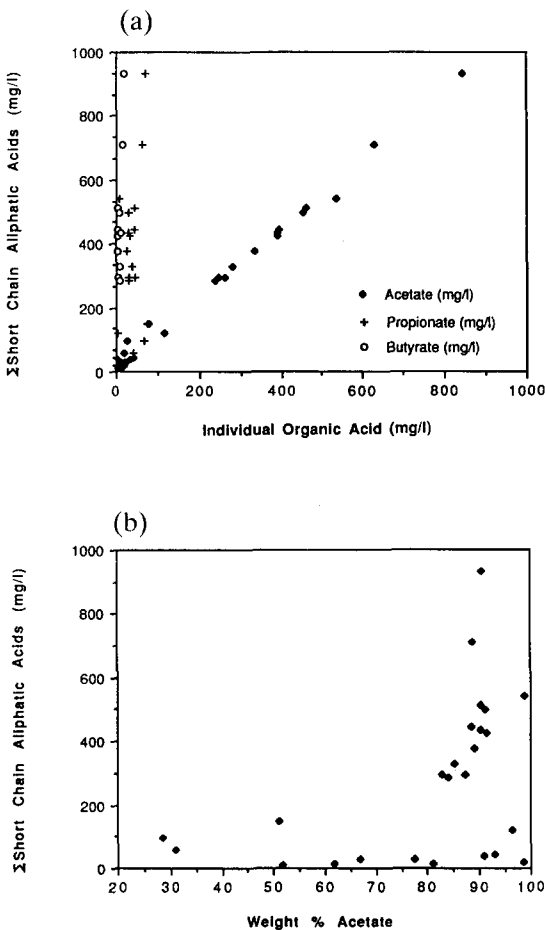 (a)
ΣShort Chain Aliphatic Acids (mg/l)
1000
800
600
400
200
0
Acetate (mg/l)
Propionate (mg/l)
Butyrate (mg/l)
0 200 400 600 800 1000
Individual Organic Acid (mg/l)
(b)
ΣShort Chain Aliphatic Acids (mg/l)
1000
800
600
400
200
0
20 30 40 50 60 70 80 90 100
Weight % Acetate